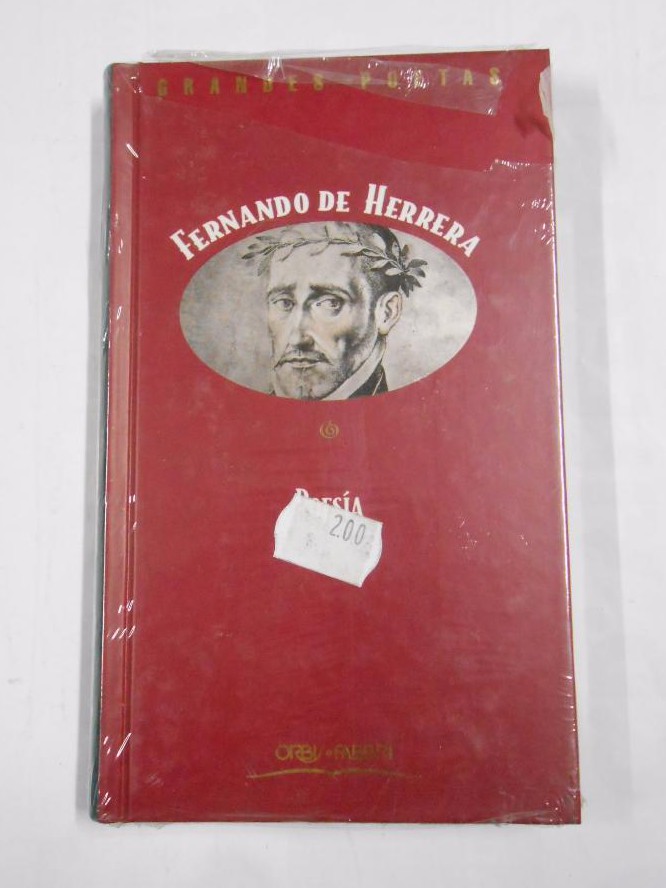 GRANDES POETAS
FERNANDO DE HERRERA
POESÍA
2.00
ORBIS • FABBRI